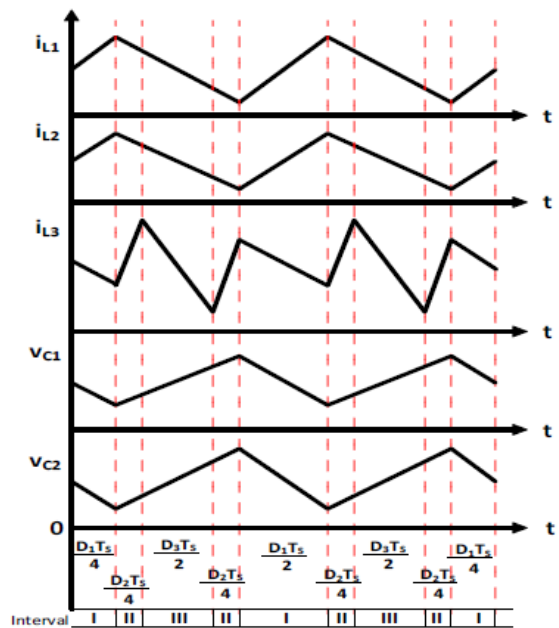 iL1
t
iL2
t
iL3
t
vC1
t
vC2
0
t
D1TS/4
D3TS/2
D1TS/2
D3TS/2
D1TS/4
D2TS/4
D2TS/4
D2TS/4
D2TS/4
Interval I II III II I II III II I